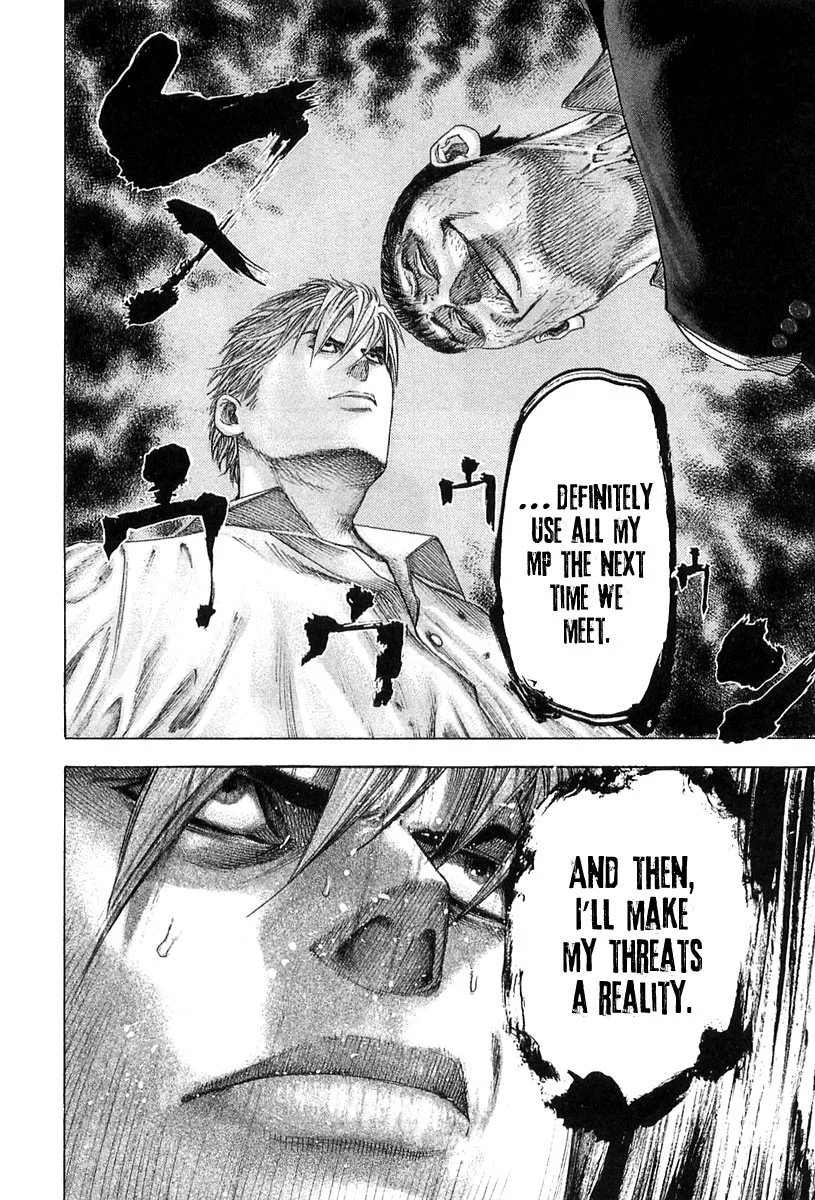 ... DEFINITELY
USE ALL MY
MP THE NEXT
TIME WE
MEET.
AND THEN,
I'LL MAKE
MY THREATS
A REALITY.